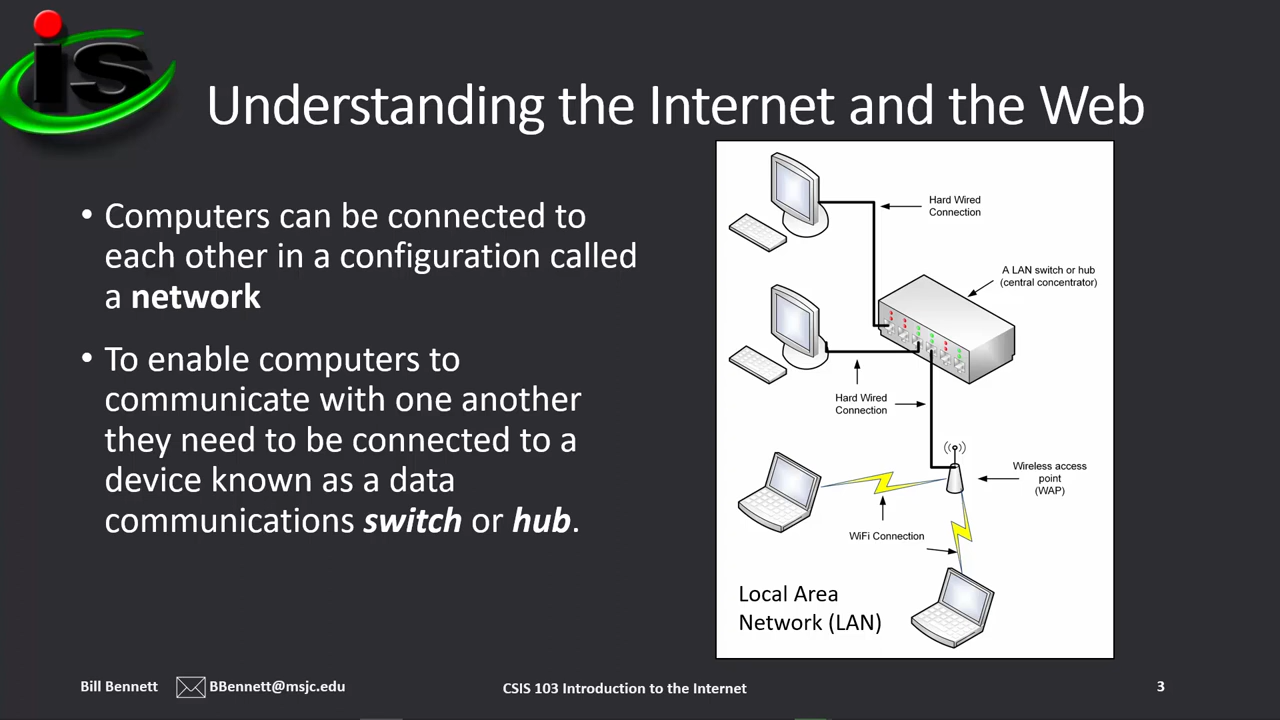 is
Understanding the Internet and the Web
• Computers can be connected to
each other in a configuration called
a network
• To enable computers to
communicate with one another
they need to be connected to a
device known as a data
communications switch or hub.
Hard Wired
Connection
A LAN switch or hub
(central concentrator)
Hard Wired
Connection
Wireless access
point
(WAP)
WiFi Connection
Local Area
Network (LAN)
Bill Bennett BBennett@msjc.edu CSIS 103 Introduction to the Internet 3